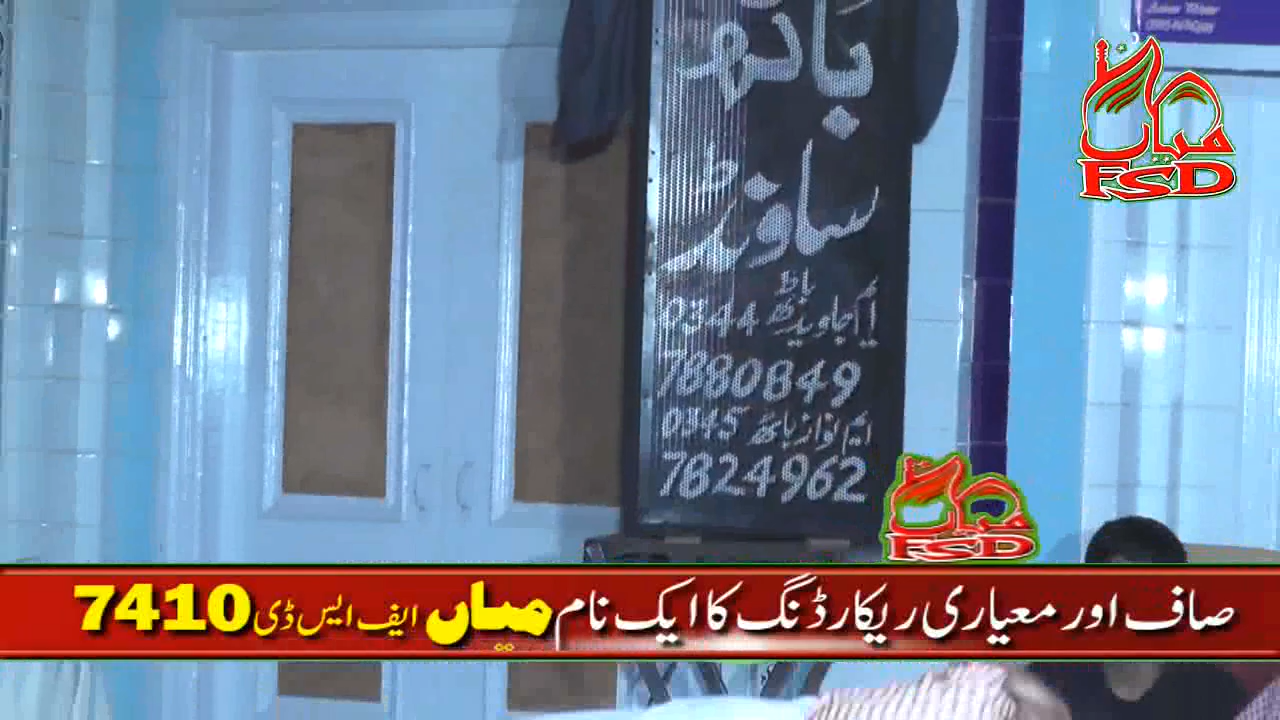 باٹھ
ساونڈ
ایم جاوید باٹھ 0344
7880849
ایم نواز باٹھ 0345
7824962
میاں
FSD
میاں
FSD
صاف اور معیاری ریکارڈنگ کا ایک نام میاں ایف ایس ڈی 7410